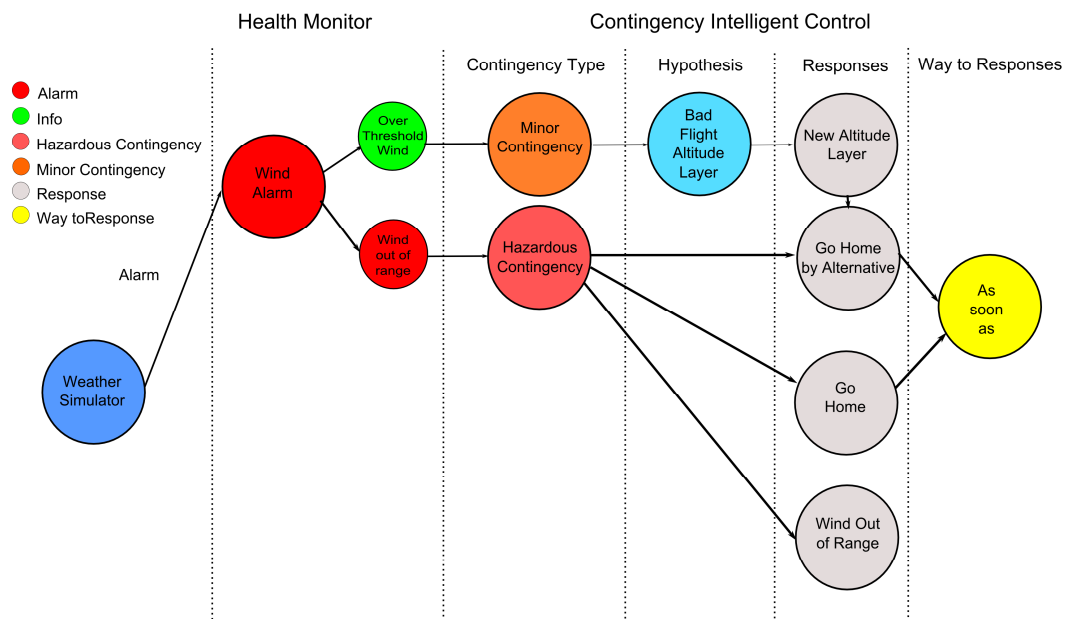 Health Monitor
Contingency Intelligent Control
Contingency Type
Hypothesis
Responses
Way to Responses
Alarm
Info
Hazardous Contingency
Minor Contingency
Response
Way toResponse
Alarm
Weather
Simulator
Wind
Alarm
Over
Threshold
Wind
Wind
out of
range
Minor
Contingency
Hazardous
Contingency
Bad
Flight
Altitude
Layer
New Altitude
Layer
Go Home
by Alternative
Go
Home
Wind Out
of Range
As
soon
as